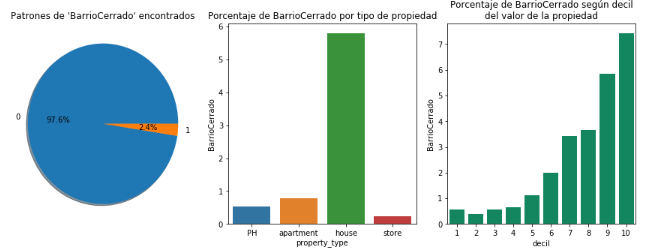 Patrones de 'BarrioCerrado' encontrados
0
97.6%
2.4%
1
Porcentaje de BarrioCerrado por tipo de propiedad
BarrioCerrado
6
5
4
3
2
1
0
PH apartment house store
property_type
Porcentaje de BarrioCerrado según decil
del valor de la propiedad
BarrioCerrado
7
6
5
4
3
2
1
0
1 2 3 4 5 6 7 8 9 10
decil